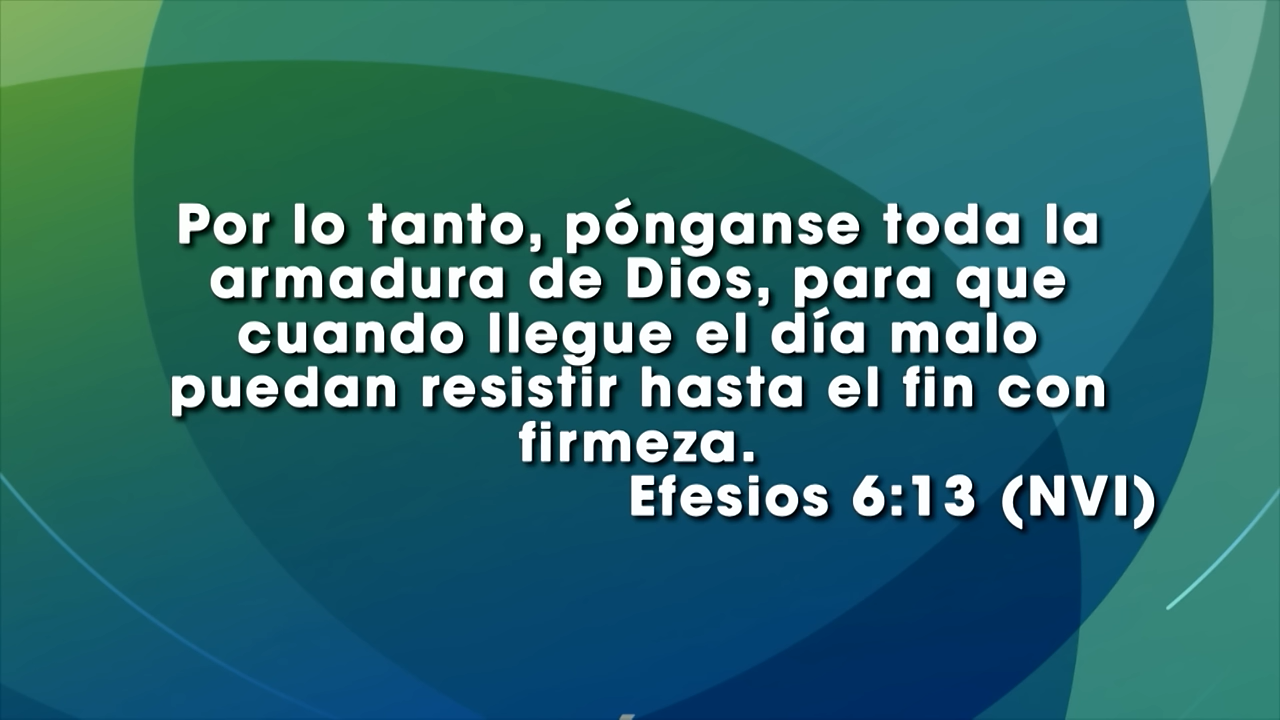 Por lo tanto, pónganse toda la
armadura de Dios, para que
cuando llegue el día malo
puedan resistir hasta el fin con
firmeza.
Efesios 6:13 (NVI)